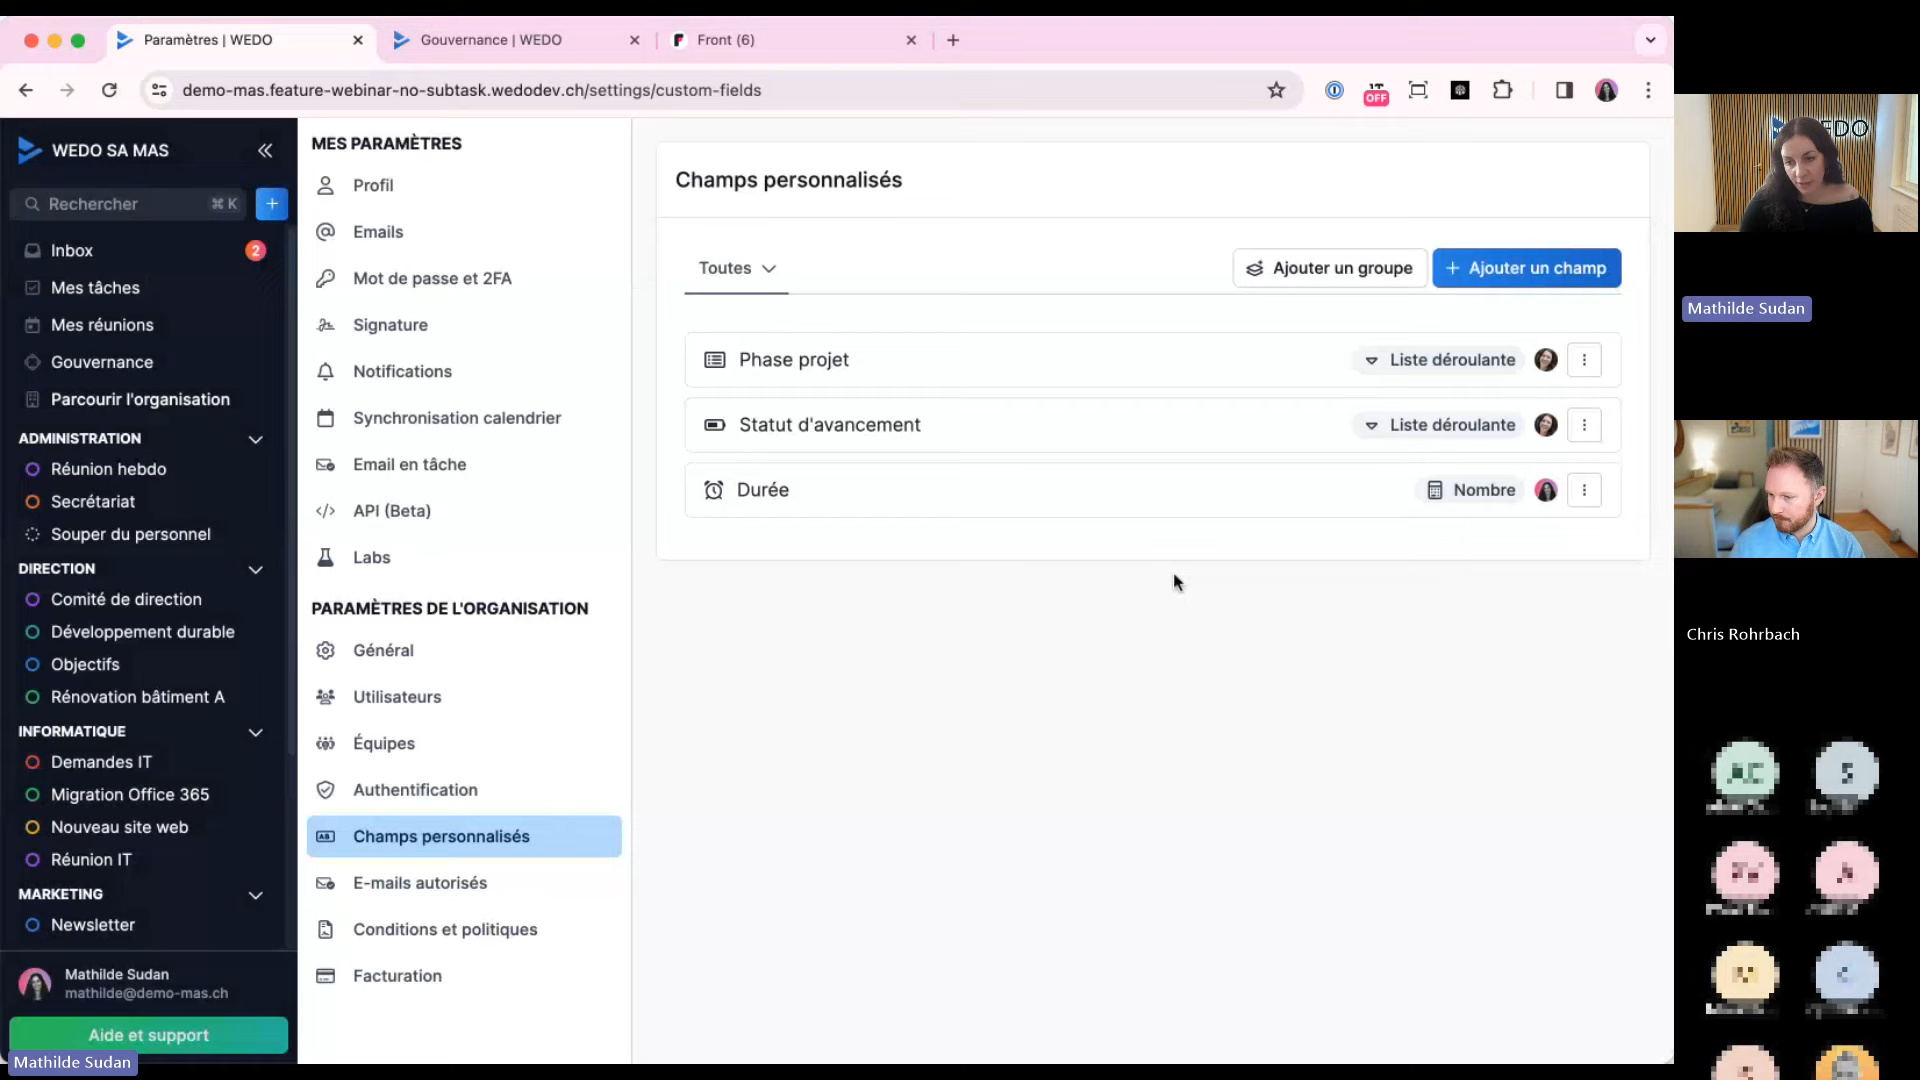 Paramètres | WEDO
Gouvernance | WEDO
Front (6)
demo-mas.feature-webinar-no-subtask.wedodev.ch/settings/custom-fields
OFF
WEDO SA MAS
Rechercher
⌘ K
Inbox
2
Mes tâches
Mes réunions
Gouvernance
Parcourir l'organisation
ADMINISTRATION
Réunion hebdo
Secrétariat
Souper du personnel
DIRECTION
Comité de direction
Développement durable
Objectifs
Rénovation bâtiment A
INFORMATIQUE
Demandes IT
Migration Office 365
Nouveau site web
Réunion IT
MARKETING
Newsletter
Mathilde Sudan
mathilde@demo-mas.ch
Aide et support
Mathilde Sudan
MES PARAMÈTRES
Profil
Emails
Mot de passe et 2FA
Signature
Notifications
Synchronisation calendrier
Email en tâche
API (Beta)
Labs
PARAMÈTRES DE L'ORGANISATION
Général
Utilisateurs
Équipes
Authentification
Champs personnalisés
E-mails autorisés
Conditions et politiques
Facturation
Champs personnalisés
Toutes
Ajouter un groupe
Ajouter un champ
Phase projet
Liste déroulante
Statut d'avancement
Liste déroulante
Durée
Nombre
Mathilde Sudan
Chris Rohrbach